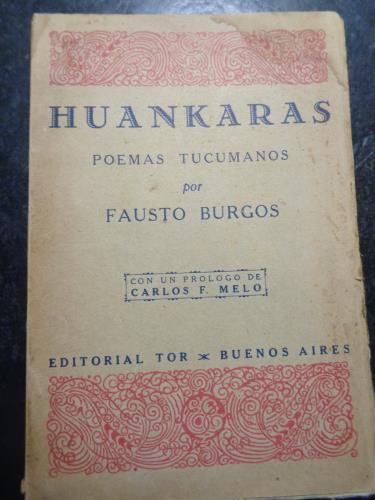 HUANKARAS
POEMAS TUCUMANOS
por
FAUSTO BURGOS
CON UN PROLOGO DE
CARLOS F. MELO
EDITORIAL TOR × BUENOS AIRES